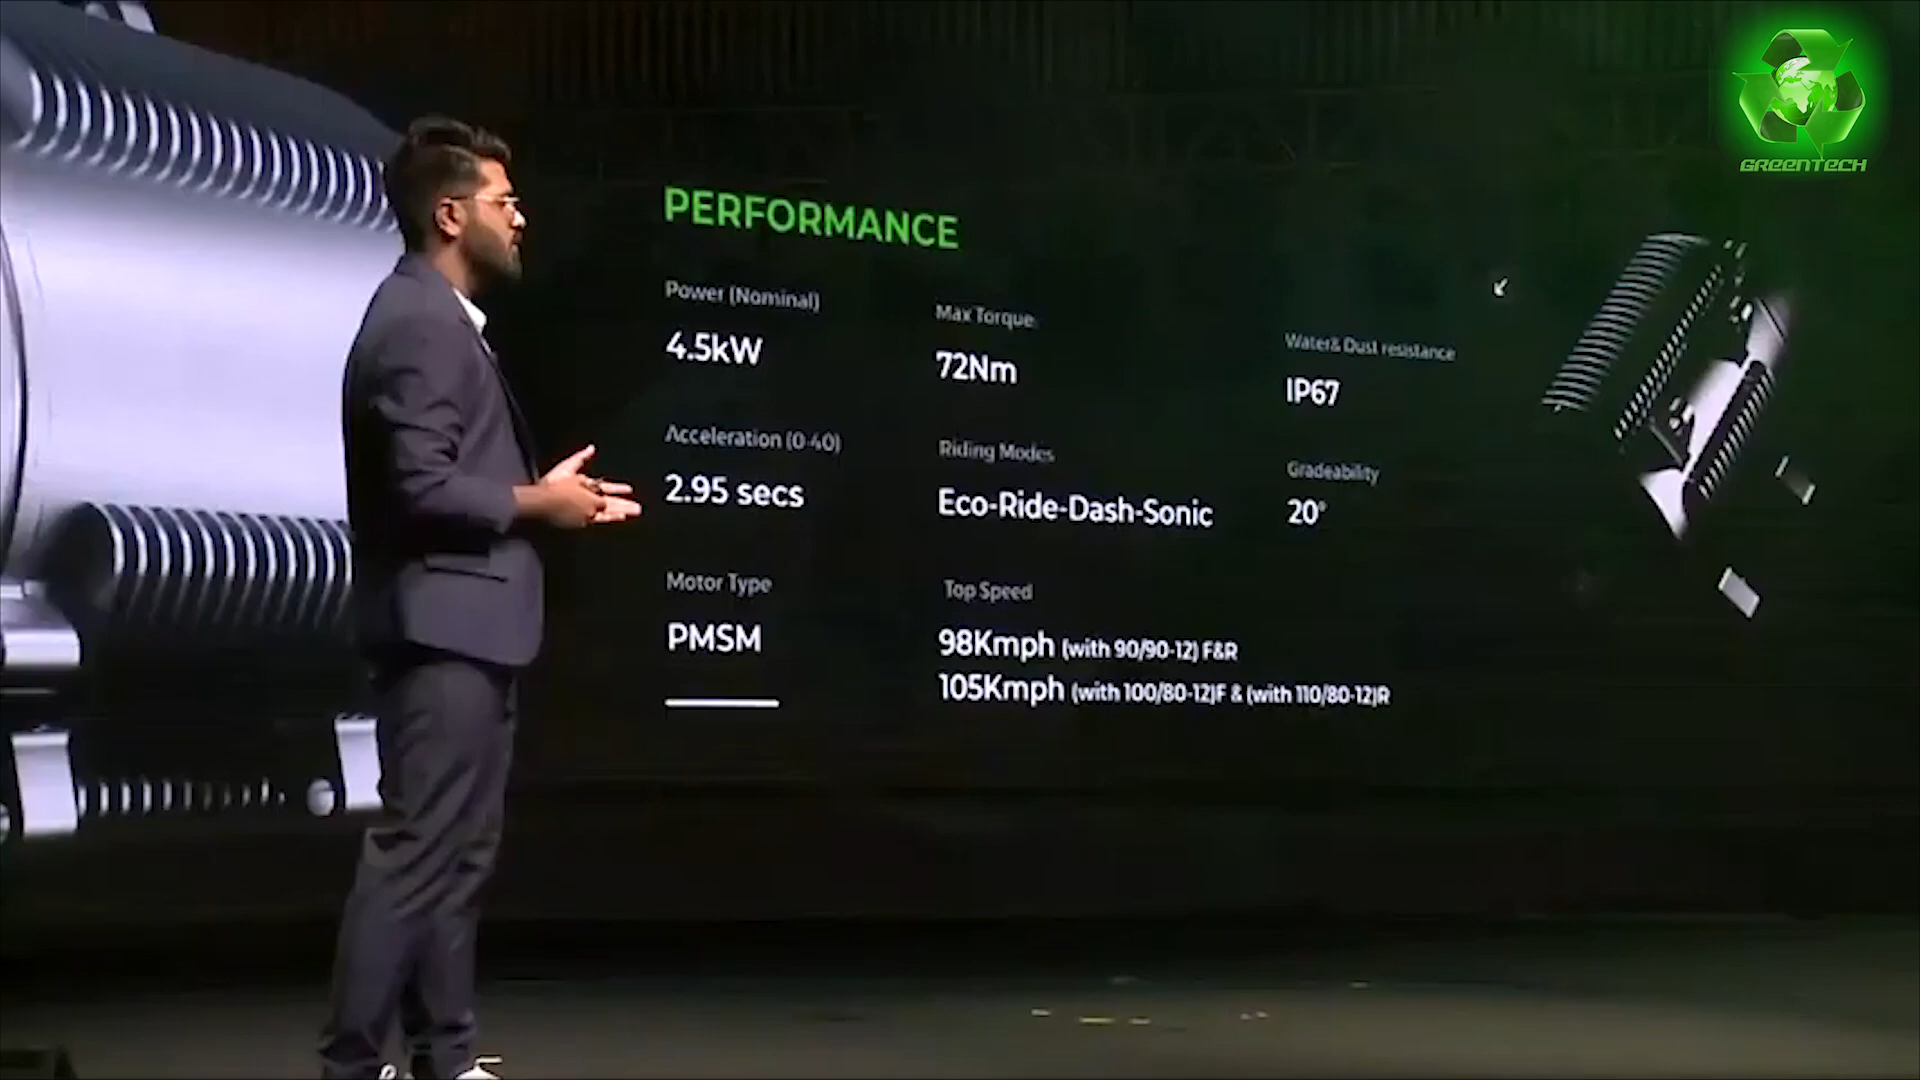 GREENTECH
PERFORMANCE
Power (Nominal)
4.5kW
Max Torque
72Nm
Water& Dust resistance
IP67
Acceleration (0-40)
2.95 secs
Riding Modes
Eco-Ride-Dash-Sonic
Gradeability
20°
Motor Type
PMSM
Top Speed
98Kmph (with 90/90-12) F&R
105Kmph (with 100/80-12)F & (with 110/80-12)R